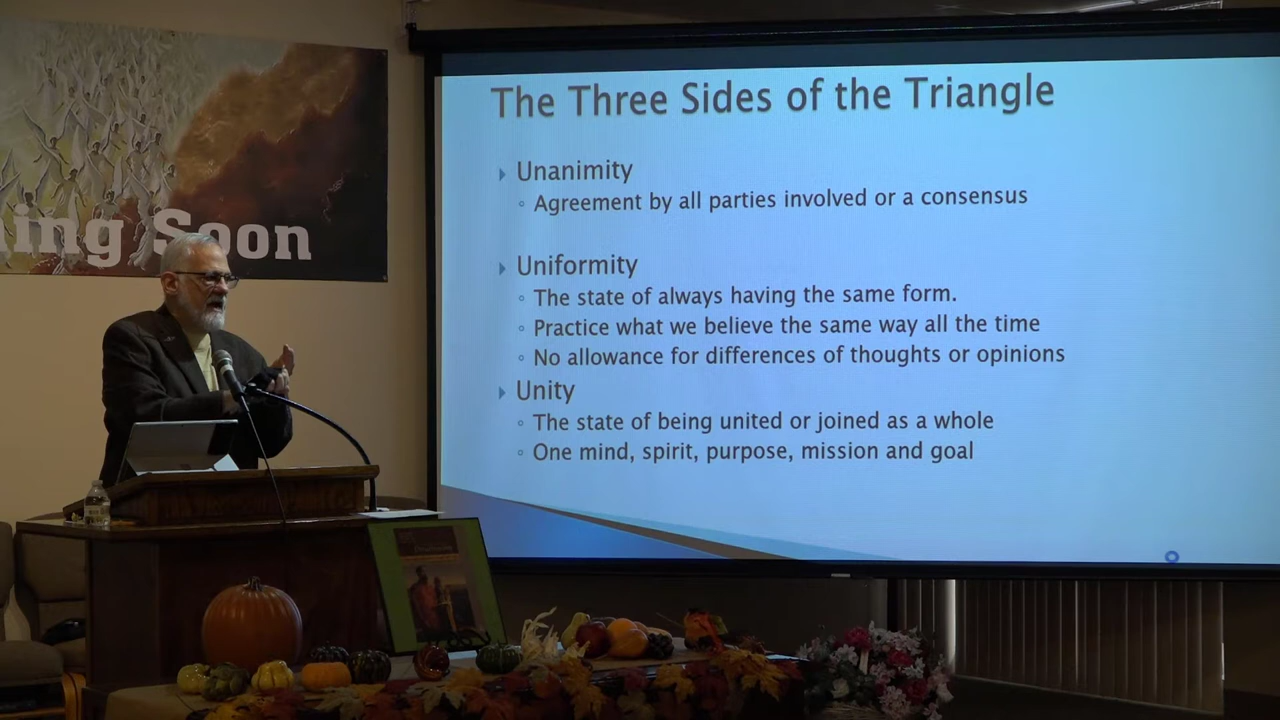 ing Soon
The Three Sides of the Triangle
Unanimity
Agreement by all parties involved or a consensus
Uniformity
The state of always having the same form.
Practice what we believe the same way all the time
No allowance for differences of thoughts or opinions
Unity
The state of being united or joined as a whole
One mind, spirit, purpose, mission and goal